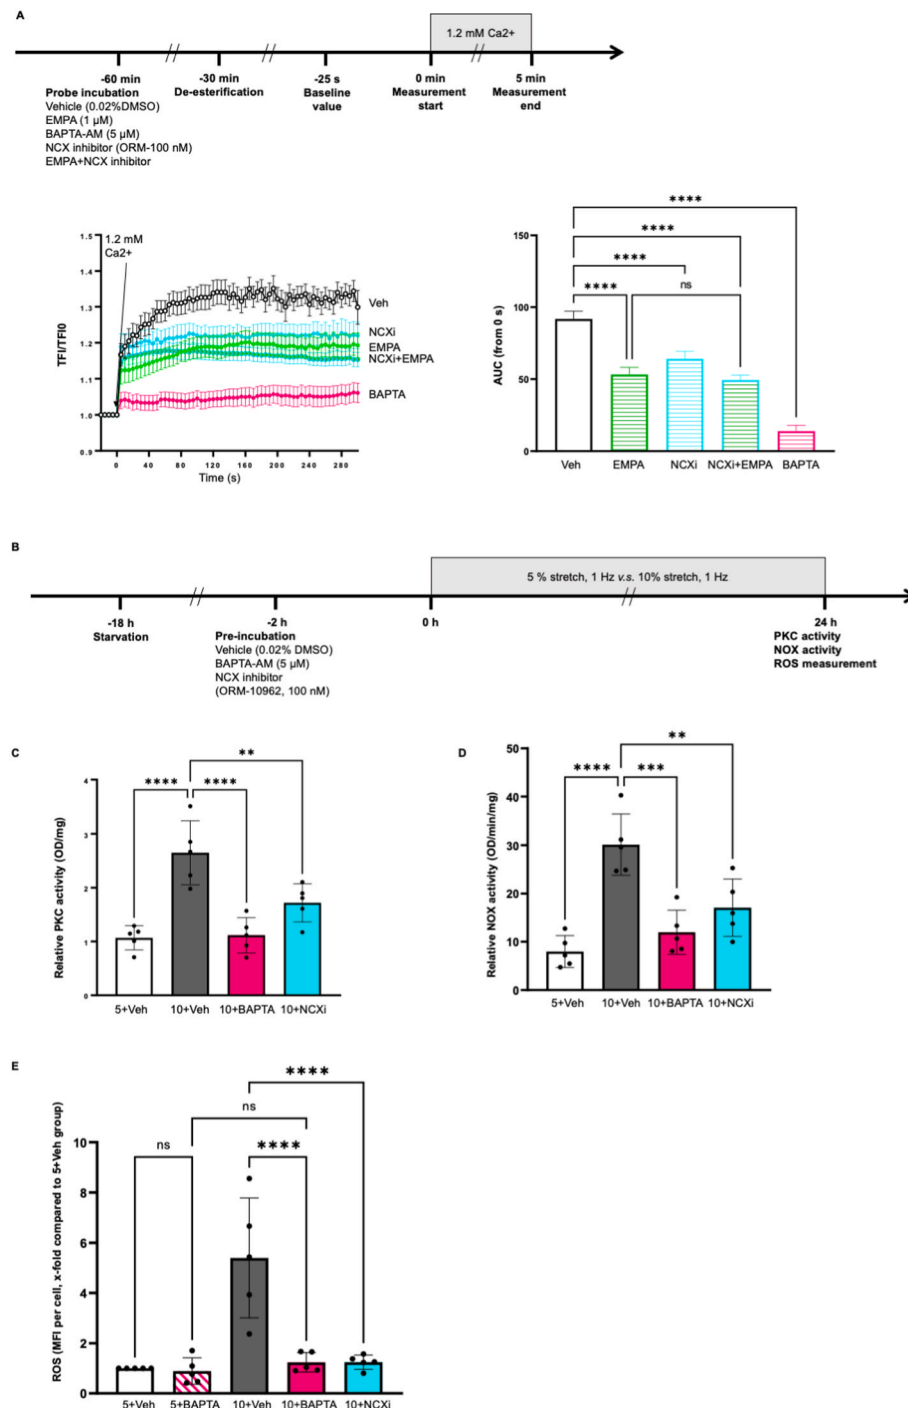 A
1.2 mM Ca2+
-60 min
Probe incubation
Vehicle (0.02%DMSO)
EMPA (1 µM)
BAPTA-AM (5 µM)
NCX inhibitor (ORM-100 nM)
EMPA+NCX inhibitor
-30 min
De-esterification
-25 s
Baseline
value
0 min
Measurement
start
5 min
Measurement
end
1.2 mM
Ca2+
TFI/TFI0
1.5
1.4
1.3
1.2
1.1
1.0
0.9
0 40 80 120 160 200 240 280
Time (s)
Veh
NCXi
EMPA
NCXi+EMPA
BAPTA
AUC (from 0 s)
150
100
50
0
****
****
****
**** ns
Veh EMPA NCXi NCXi+EMPA BAPTA
B
5 % stretch, 1 Hz v.s. 10% stretch, 1 Hz
-18 h
Starvation
-2 h
Pre-incubation
Vehicle (0.02% DMSO)
BAPTA-AM (5 µM)
NCX inhibitor
(ORM-10962, 100 nM)
0 h
24 h
PKC activity
NOX activity
ROS measurement
C
Relative PKC activity (OD/mg)
4
3
2
1
0
**
**** ****
5+Veh 10+Veh 10+BAPTA 10+NCXi
D
Relative NOX activity (OD/min/mg)
50
40
30
20
10
0
**
**** ***
5+Veh 10+Veh 10+BAPTA 10+NCXi
E
ROS (MFI per cell, x-fold compared to 5+Veh group)
10
8
6
4
2
0
****
ns
ns ****
5+Veh 5+BAPTA 10+Veh 10+BAPTA 10+NCXi